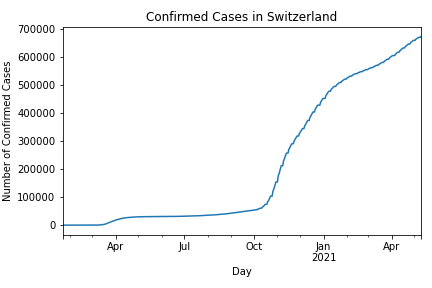 Confirmed Cases in Switzerland
700000
600000
500000
400000
300000
200000
100000
0
Number of Confirmed Cases
Apr
Jul
Oct
Jan
2021
Apr
Day